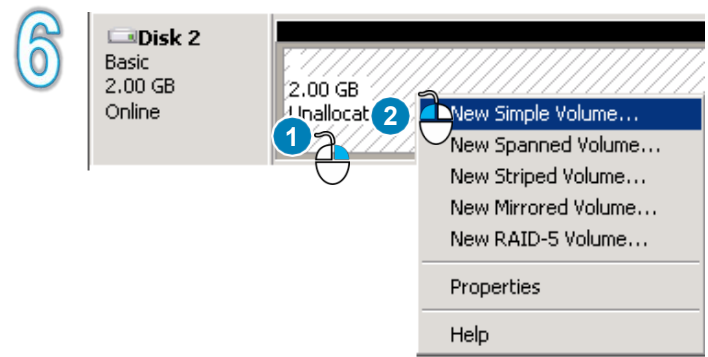 6
Disk 2
Basic
2.00 GB
Online
2.00 GB
Unallocat
1
2
New Simple Volume...
New Spanned Volume...
New Striped Volume...
New Mirrored Volume...
New RAID-5 Volume...
Properties
Help